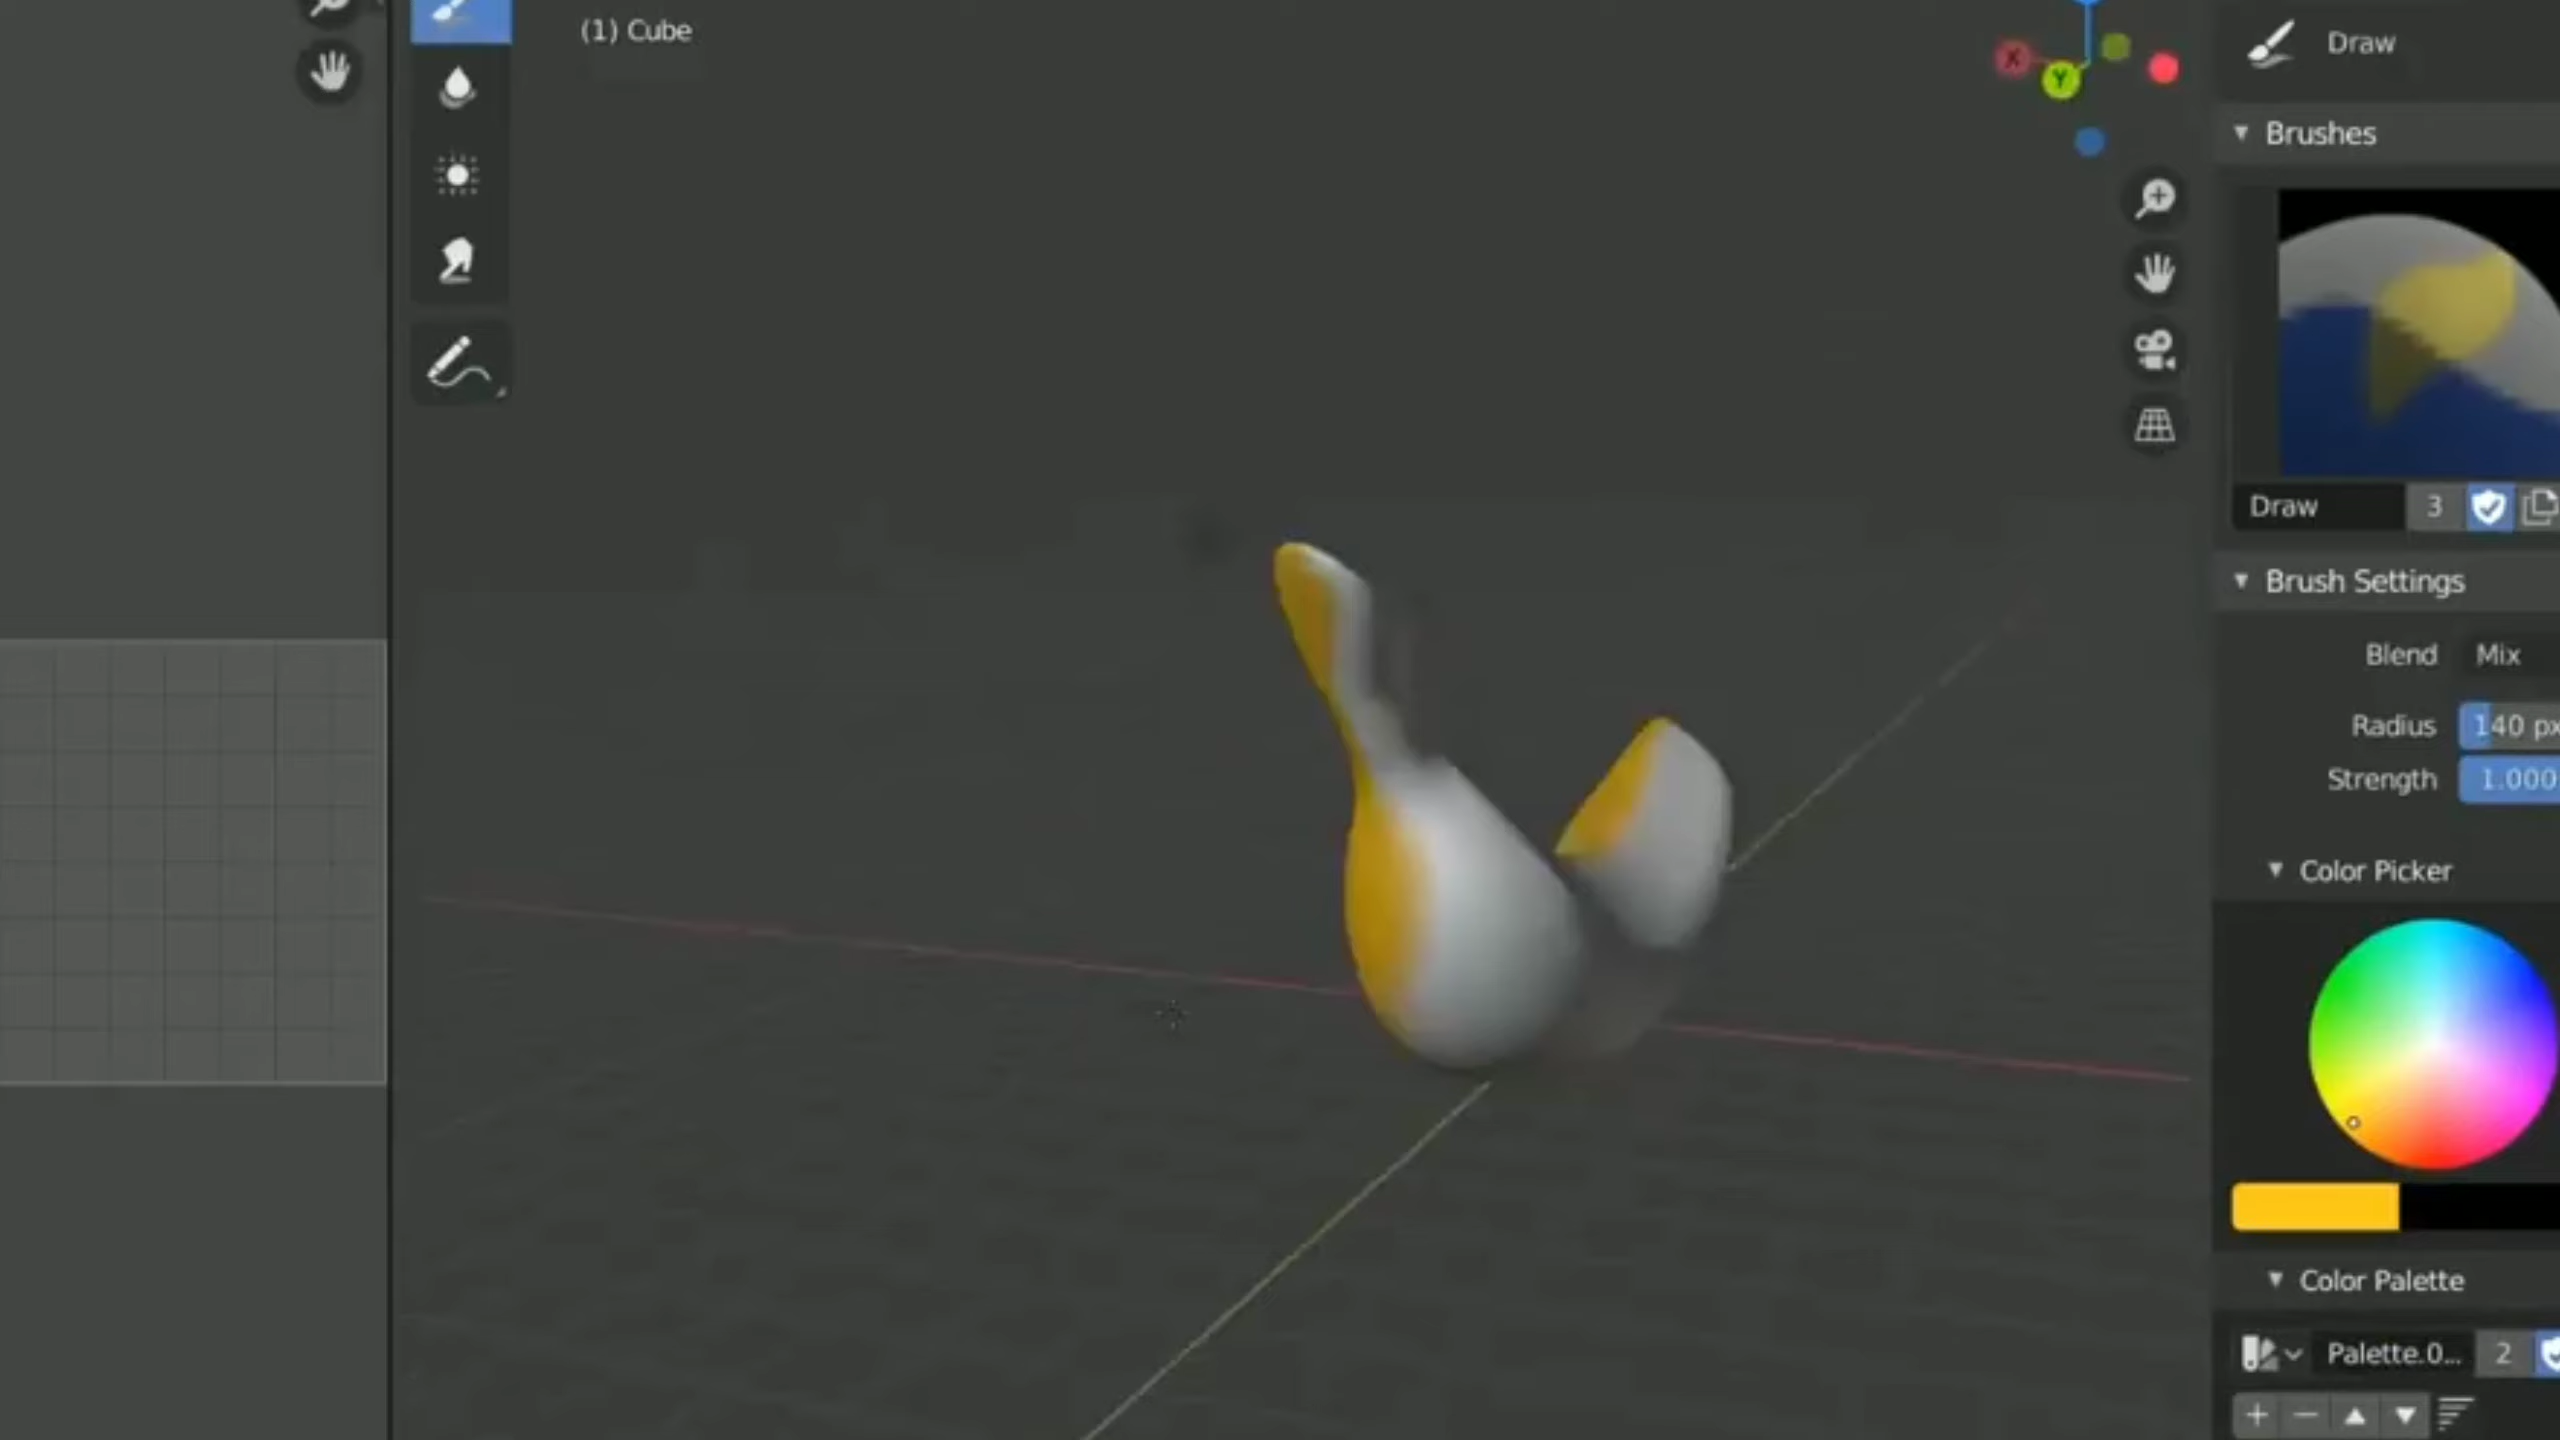 (1) Cube
X
Y
Draw
Brushes
Draw 3
Brush Settings
Blend Mix
Radius 140 px
Strength 1.000
Color Picker
Color Palette
Palette.0... 2